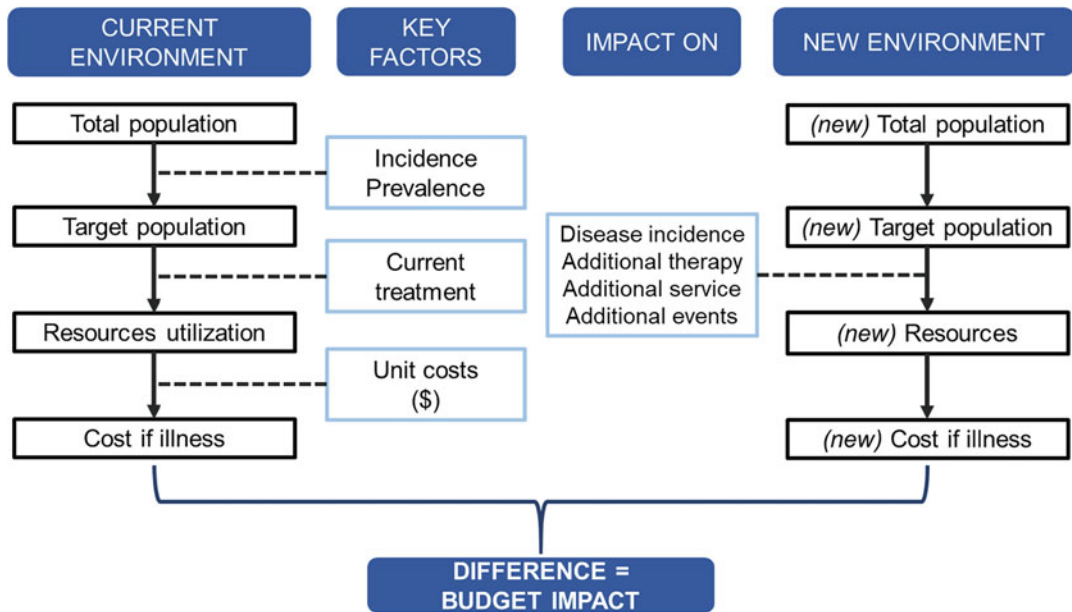 CURRENT
ENVIRONMENT
KEY
FACTORS
IMPACT ON
NEW ENVIRONMENT
Total population
Incidence
Prevalence
Target population
Current
treatment
Resources utilization
Unit costs
($)
Cost if illness
Disease incidence
Additional therapy
Additional service
Additional events
(new) Total population
(new) Target population
(new) Resources
(new) Cost if illness
DIFFERENCE =
BUDGET IMPACT